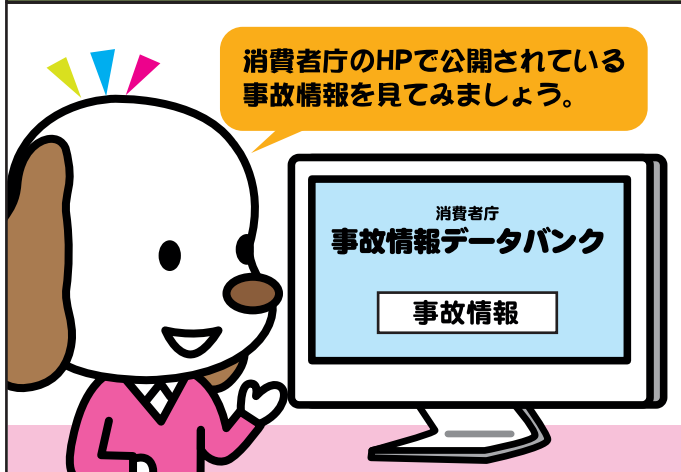 消費者庁のHPで公開されている
事故情報を見てみましょう。
消費者庁
事故情報データバンク
事故情報